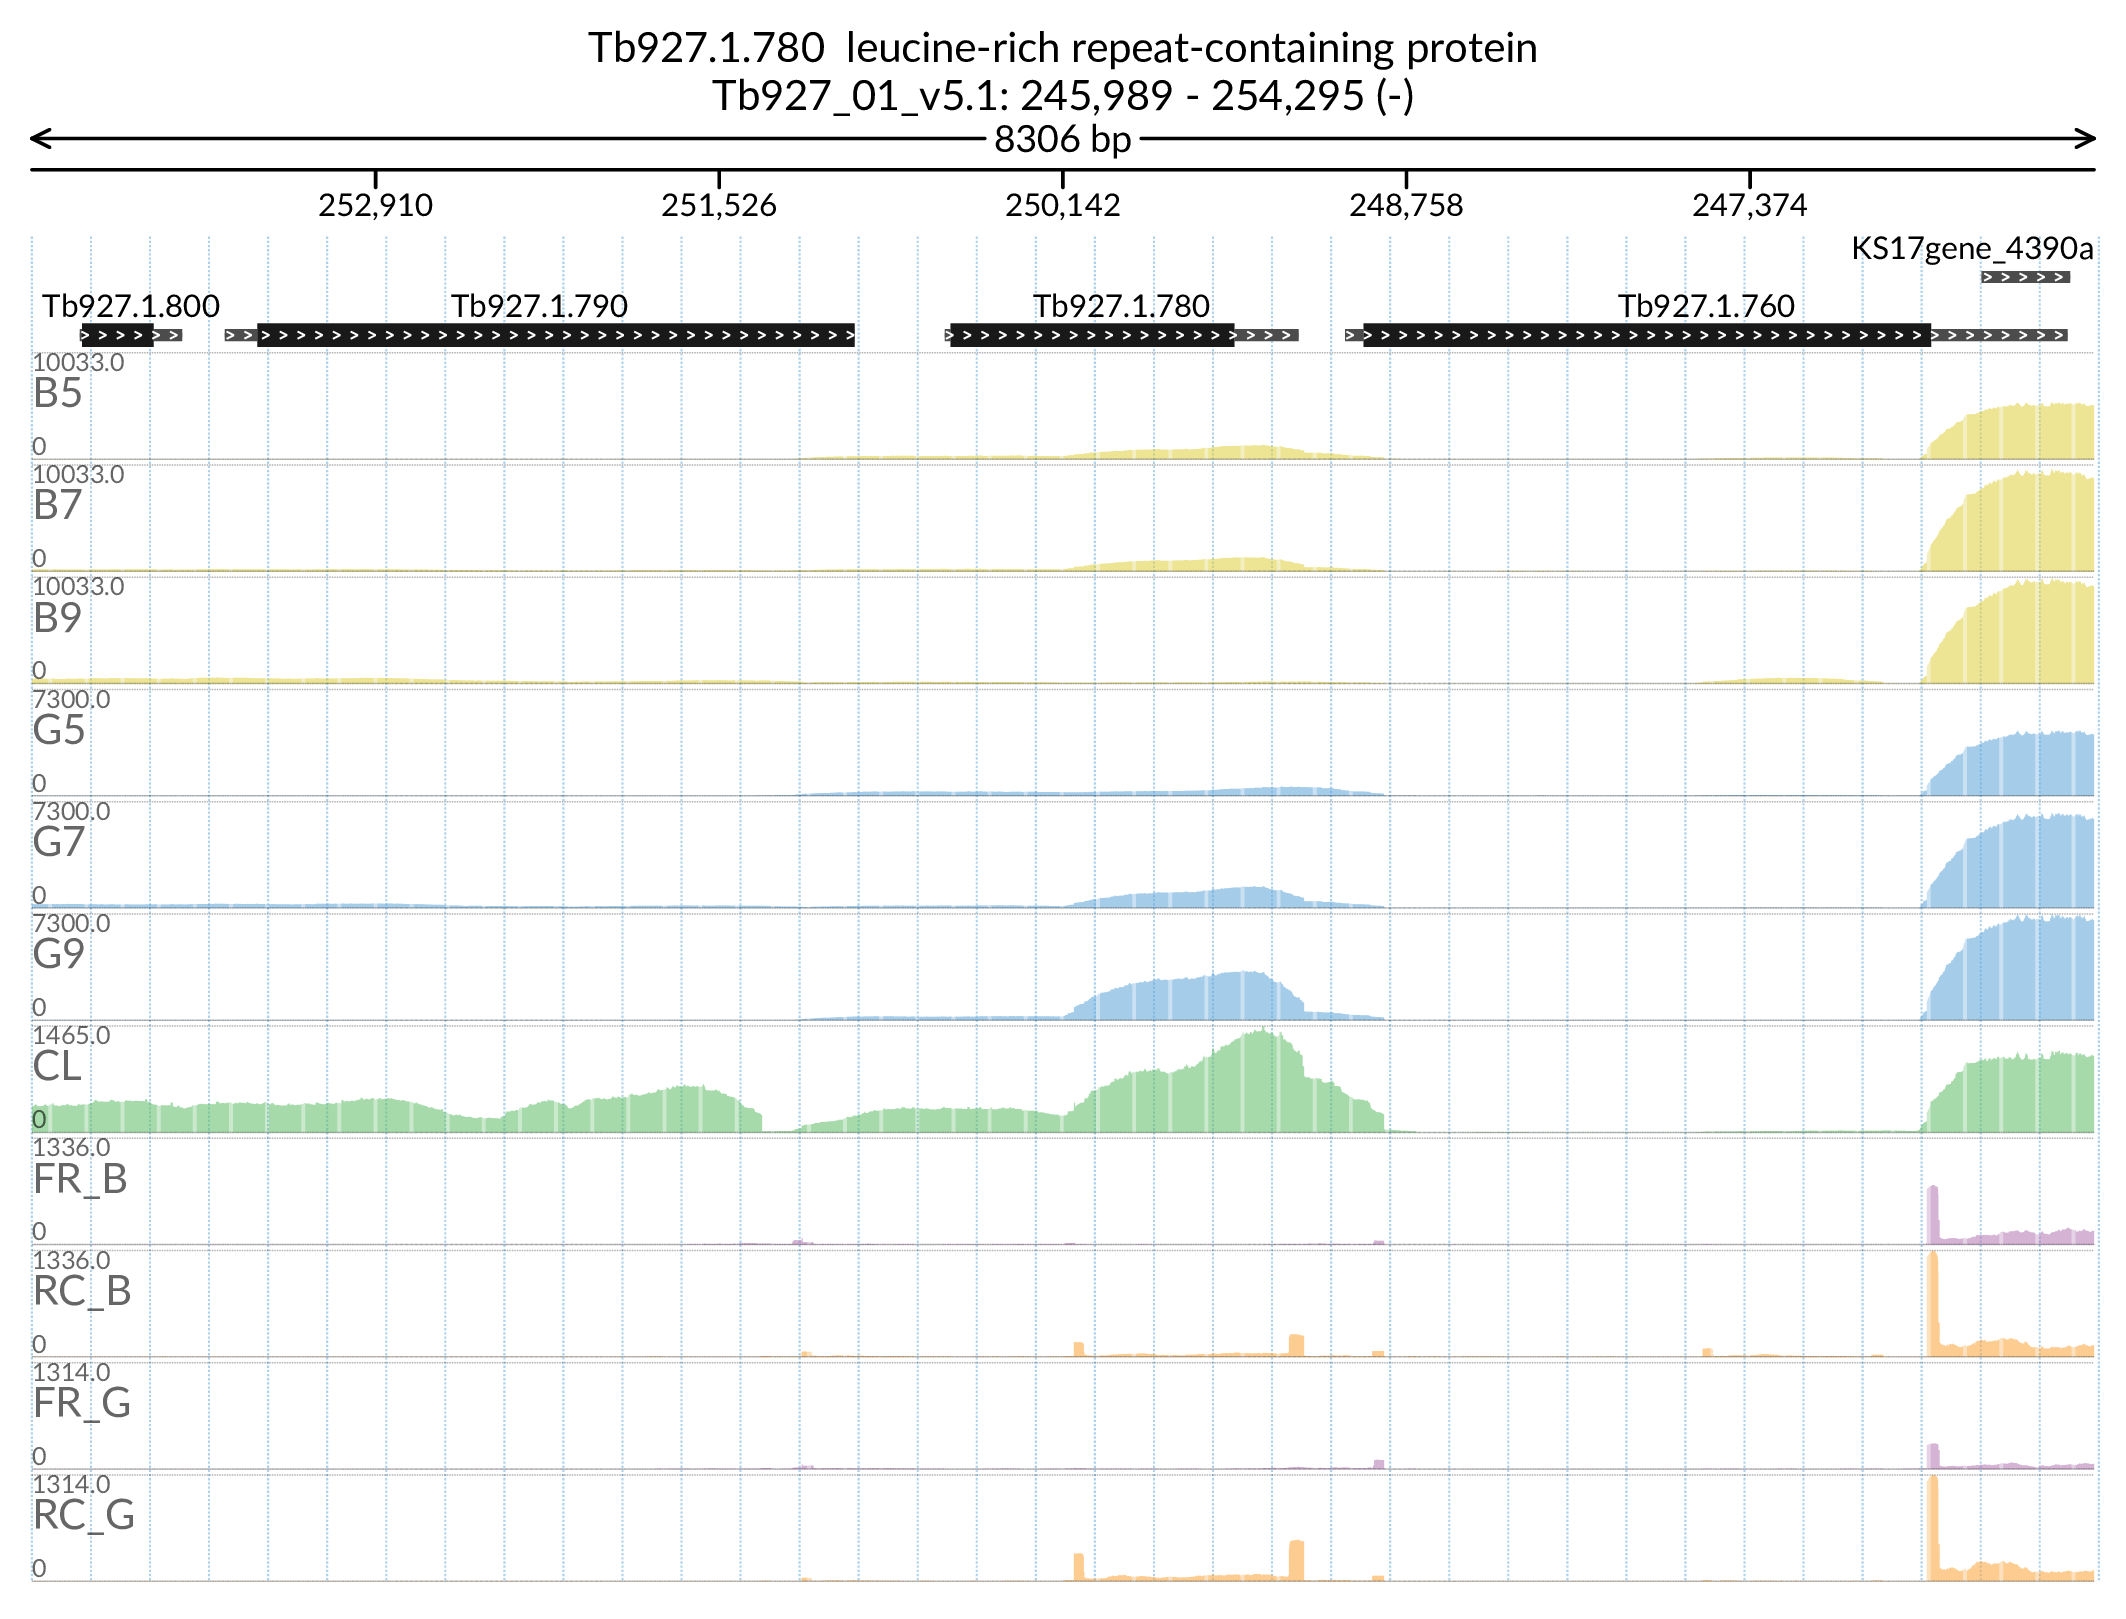 Tb927.1.780 leucine-rich repeat-containing protein
Tb927_01_v5.1: 245,989 - 254,295 (-)
8306 bp
252,910 251,526 250,142 248,758 247,374
KS17gene_4390a
Tb927.1.800 Tb927.1.790 Tb927.1.780 Tb927.1.760
10033.0
B5
0
10033.0
B7
0
10033.0
B9
0
7300.0
G5
0
7300.0
G7
0
7300.0
G9
0
1465.0
CL
0
1336.0
FR_B
0
1336.0
RC_B
0
1314.0
FR_G
0
1314.0
RC_G
0